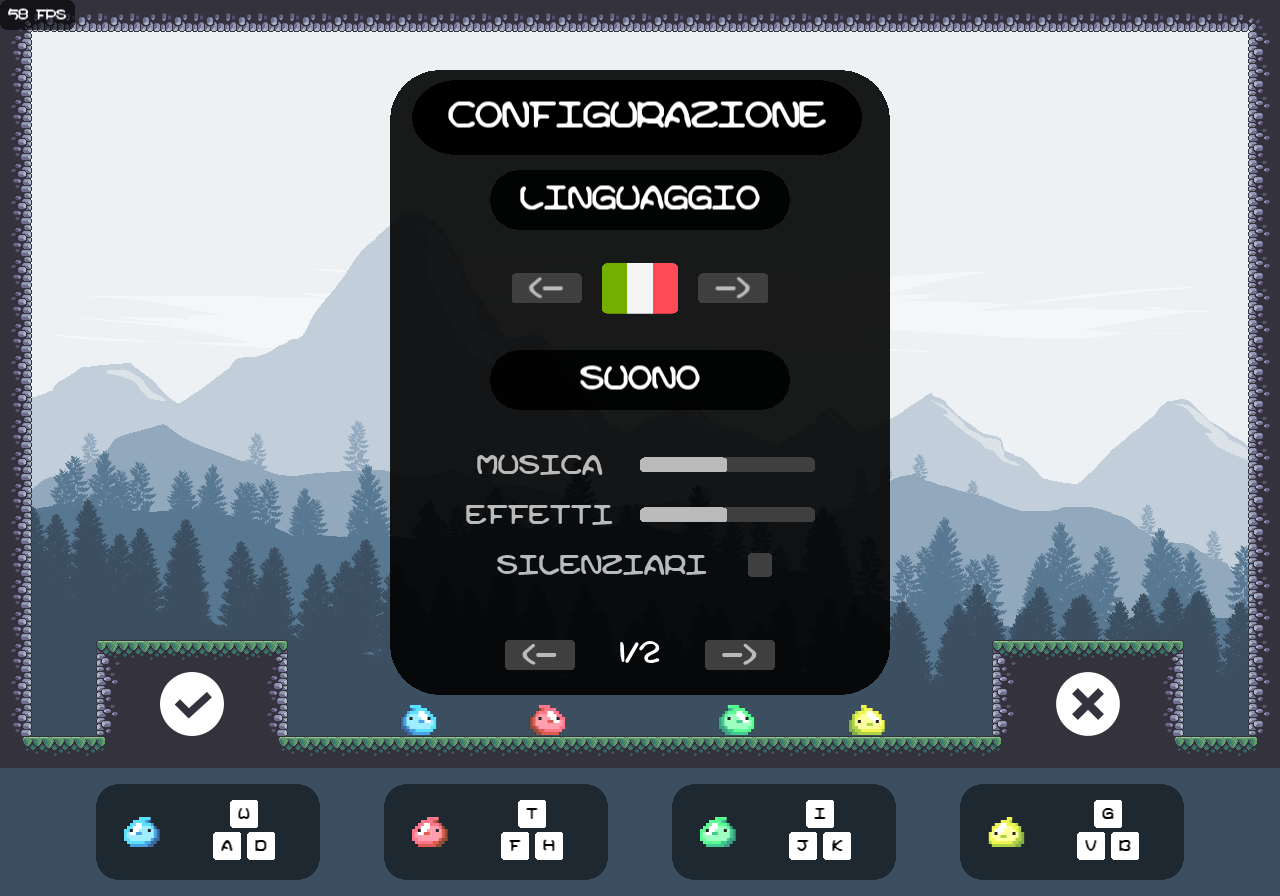 58 FPS
CONFIGURAZIONE
LINGUAGGIO
SUONO
MUSICA
EFFETTI
SILENZIARI
1/2
W
A D
T
F H
I
J K
G
V B